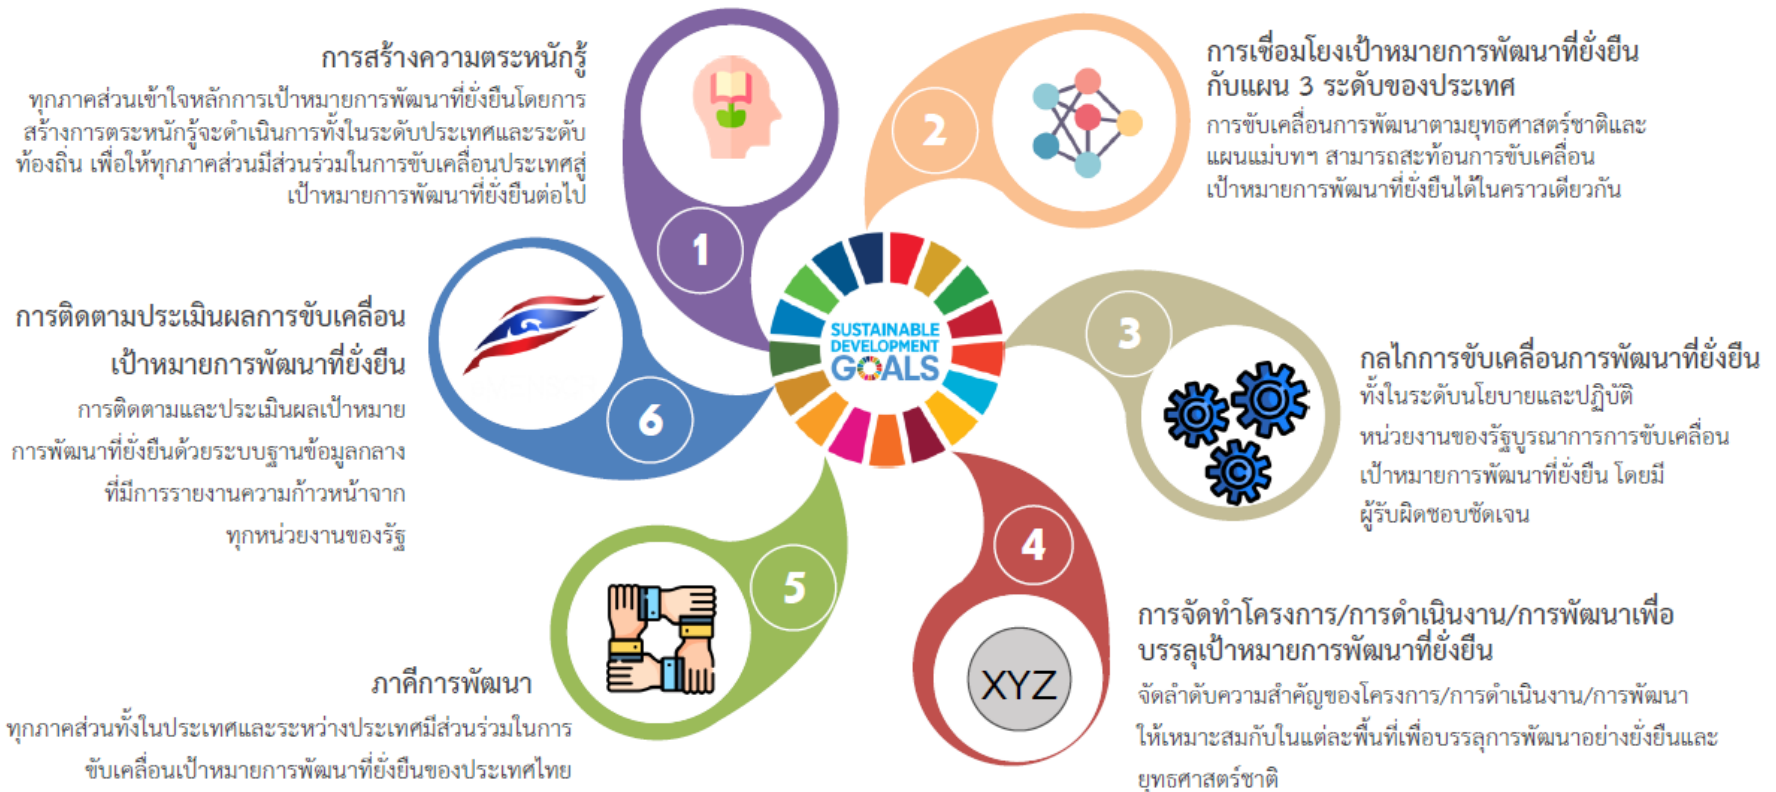 การสร้างความตระหนักรู้
ทุกภาคส่วนเข้าใจหลักการเป้าหมายการพัฒนาที่ยั่งยืนโดยการ
สร้างการตระหนักรู้จะดำเนินการทั้งในระดับประเทศและระดับ
ท้องถิ่น เพื่อให้ทุกภาคส่วนมีส่วนร่วมในการขับเคลื่อนประเทศสู่
เป้าหมายการพัฒนาที่ยั่งยืนต่อไป
1
2
การเชื่อมโยงเป้าหมายการพัฒนาที่ยั่งยืน
กับแผน 3 ระดับของประเทศ
การขับเคลื่อนการพัฒนาตามยุทธศาสตร์ชาติและ
แผนแม่บทฯ สามารถสะท้อนการขับเคลื่อน
เป้าหมายการพัฒนาที่ยั่งยืนได้ในคราวเดียวกัน
SUSTAINABLE
DEVELOPMENT
GOALS
3
กลไกการขับเคลื่อนการพัฒนาที่ยั่งยืน
ทั้งในระดับนโยบายและปฏิบัติ
หน่วยงานของรัฐบูรณาการการขับเคลื่อน
เป้าหมายการพัฒนาที่ยั่งยืน โดยมี
ผู้รับผิดชอบชัดเจน
4
XYZ
การจัดทำโครงการ/การดำเนินงาน/การพัฒนาเพื่อ
บรรลุเป้าหมายการพัฒนาที่ยั่งยืน
จัดลำดับความสำคัญของโครงการ/การดำเนินงาน/การพัฒนา
ให้เหมาะสมกับในแต่ละพื้นที่เพื่อบรรลุการพัฒนาอย่างยั่งยืนและ
ยุทธศาสตร์ชาติ
5
ภาคีการพัฒนา
ทุกภาคส่วนทั้งในประเทศและระหว่างประเทศมีส่วนร่วมในการ
ขับเคลื่อนเป้าหมายการพัฒนาที่ยั่งยืนของประเทศไทย
6
การติดตามประเมินผลการขับเคลื่อน
เป้าหมายการพัฒนาที่ยั่งยืน
การติดตามและประเมินผลเป้าหมาย
การพัฒนาที่ยั่งยืนด้วยระบบฐานข้อมูลกลาง
ที่มีการรายงานความก้าวหน้าจาก
ทุกหน่วยงานของรัฐ